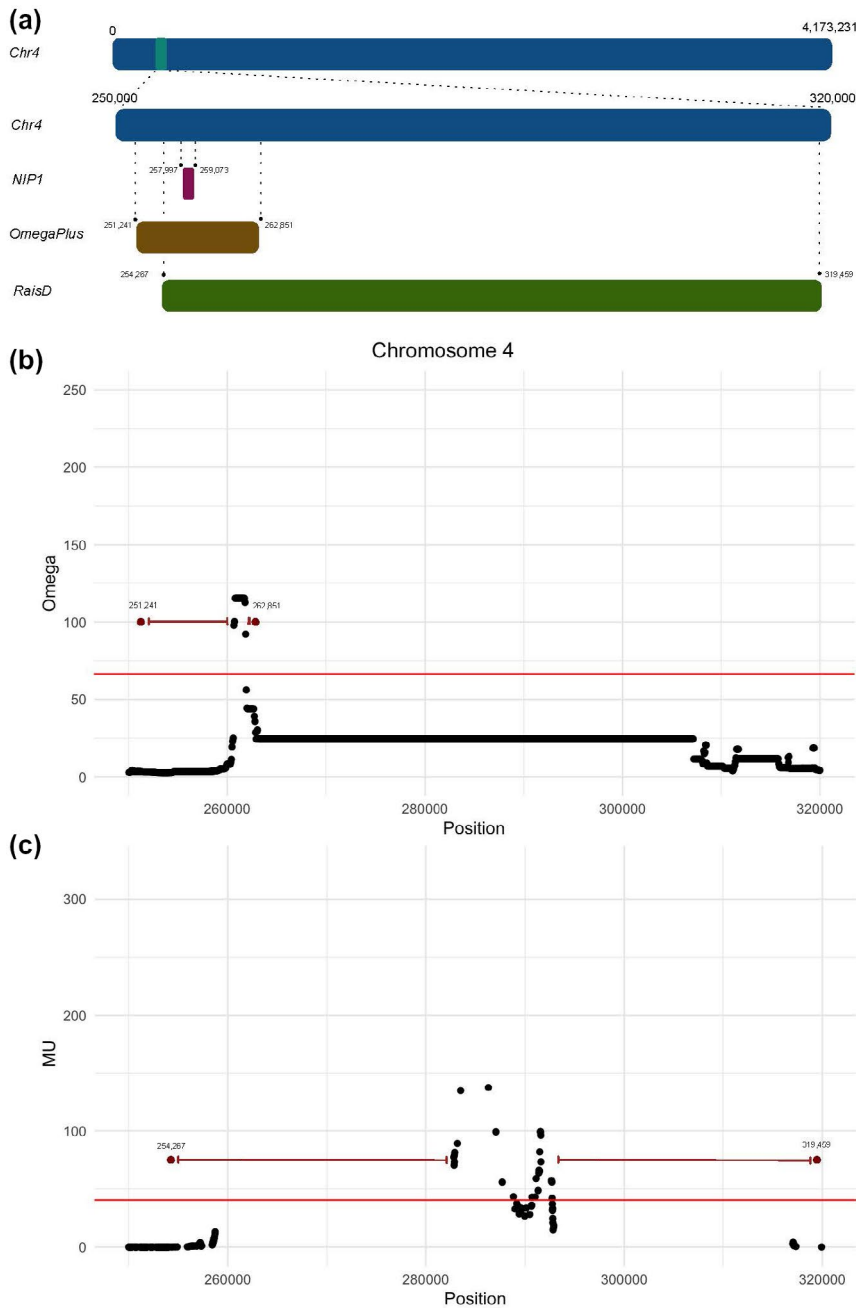 (a)
0 4,173,231
Chr4
250,000 320,000
Chr4
257,997 259,073
NIP1
251,241 262,851
OmegaPlus
254,267 319,459
RaisD
(b)
Chromosome 4
250
200
150
Omega
251,241 262,851
100
50
0
260000 280000 300000 320000
Position
(c)
300
200
MU
100
254,267 319,459
0
260000 280000 300000 320000
Position